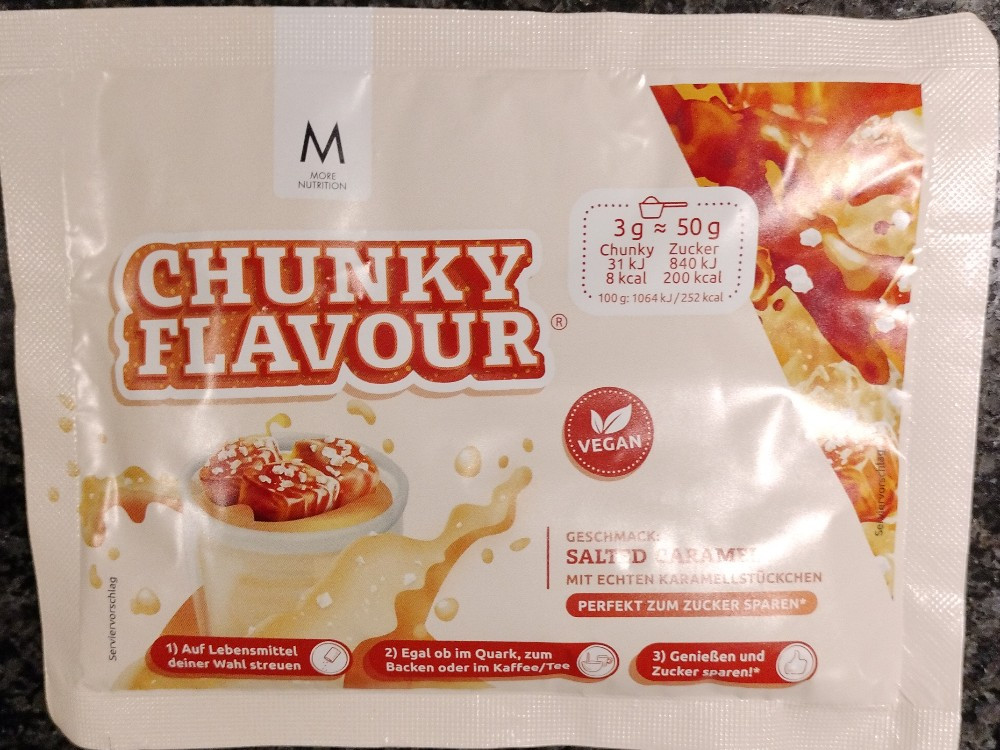 M
MORE
NUTRITION
CHUNKY
FLAVOUR®
3 g ≈ 50 g
Chunky Zucker
31 kJ 840 kJ
8 kcal 200 kcal
100 g: 1064 kJ/252 kcal
VEGAN
GESCHMACK:
SALTED CARAMEL
MIT ECHTEN KARAMELLSTÜCKCHEN
PERFEKT ZUM ZUCKER SPAREN*
Serviervorschlag
Serviervorschlag
1) Auf Lebensmittel
deiner Wahl streuen
2) Egal ob im Quark, zum
Backen oder im Kaffee/Tee
3) Genießen und
Zucker sparen!*